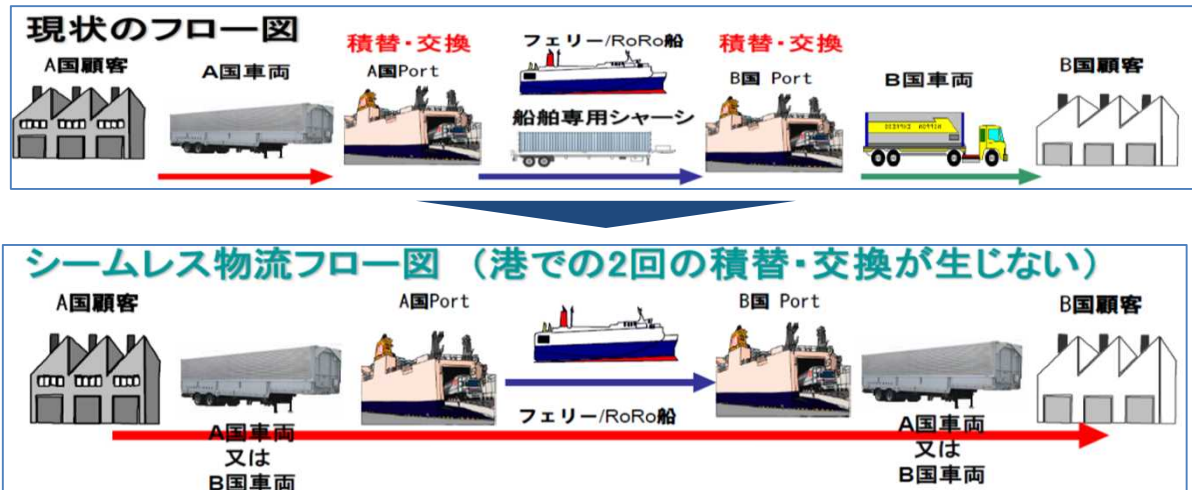 現状のフロー図
A国顧客
A国車両
積替・交換
A国Port
フェリー/RoRo船
船舶専用シャーシ
積替・交換
B国 Port
B国車両
NIPPON EXPRESS
B国顧客
シームレス物流フロー図 (港での2回の積替・交換が生じない)
A国顧客
A国車両
又は
B国車両
A国Port
フェリー/RoRo船
B国 Port
A国車両
又は
B国車両
B国顧客